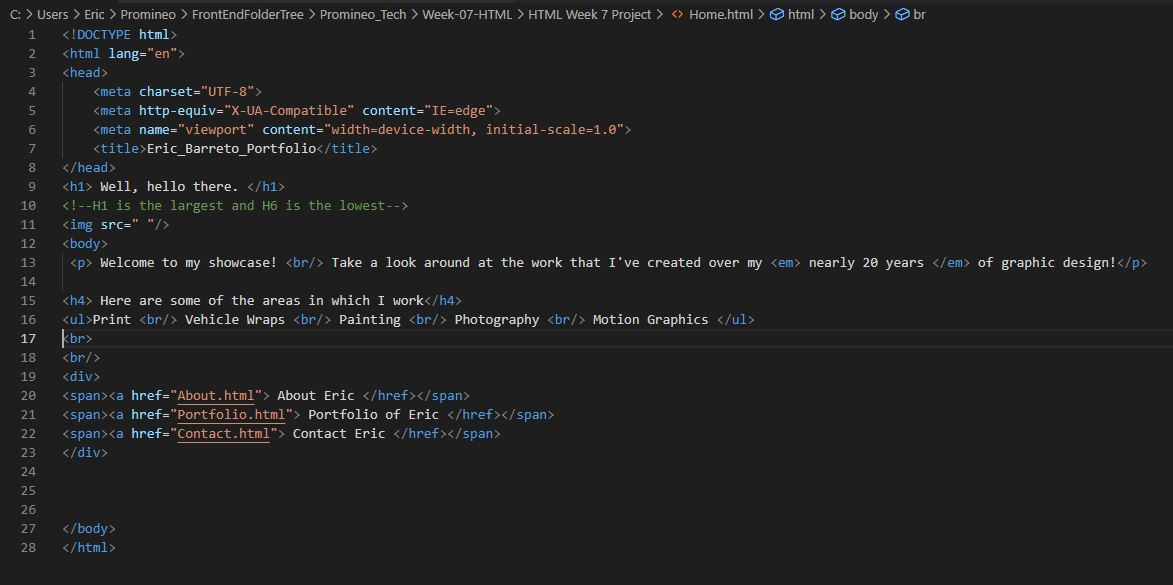 C: > Users > Eric > Promineo > FrontEndFolderTree > Promineo_Tech > Week-07-HTML > HTML Week 7 Project > <> Home.html > html > body > br
1 <!DOCTYPE html>
2 <html lang="en">
3 <head>
4     <meta charset="UTF-8">
5     <meta http-equiv="X-UA-Compatible" content="IE=edge">
6     <meta name="viewport" content="width=device-width, initial-scale=1.0">
7     <title>Eric_Barreto_Portfolio</title>
8 </head>
9 <h1> Well, hello there. </h1>
10 <!--H1 is the largest and H6 is the lowest-->
11 <img src=" "/>
12 <body>
13  <p> Welcome to my showcase! <br/> Take a look around at the work that I've created over my <em> nearly 20 years </em> of graphic design!</p>
14
15 <h4> Here are some of the areas in which I work</h4>
16 <ul>Print <br/> Vehicle Wraps <br/> Painting <br/> Photography <br/> Motion Graphics </ul>
17 <br>
18 <br/>
19 <div>
20 <span><a href="About.html"> About Eric </href></span>
21 <span><a href="Portfolio.html"> Portfolio of Eric </href></span>
22 <span><a href="Contact.html"> Contact Eric </href></span>
23 </div>
24
25
26
27 </body>
28 </html>